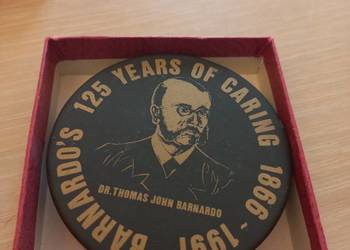 BARNARDO'S 125 YEARS OF CARING 1866-1991
DR. THOMAS JOHN BARNARDO